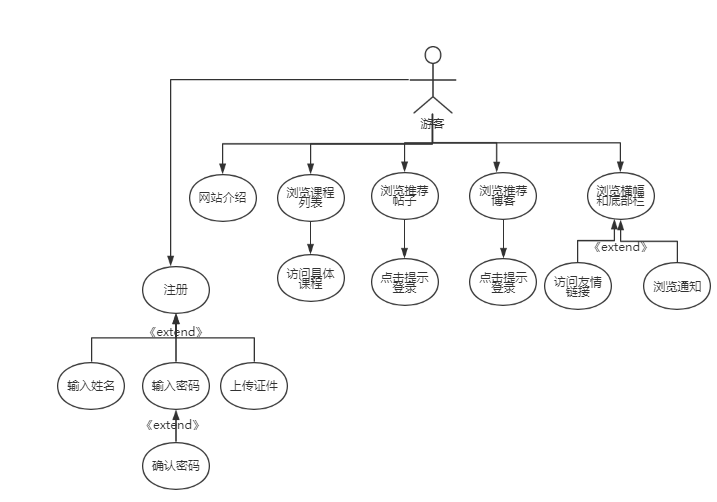 游客
网站介绍
浏览课程
列表
浏览推荐
帖子
浏览推荐
博客
浏览横幅
和底部栏
《extend》
访问具体
课程
点击提示
登录
点击提示
登录
访问友情
链接
浏览通知
注册
《extend》
输入姓名
输入密码
上传证件
《extend》
确认密码